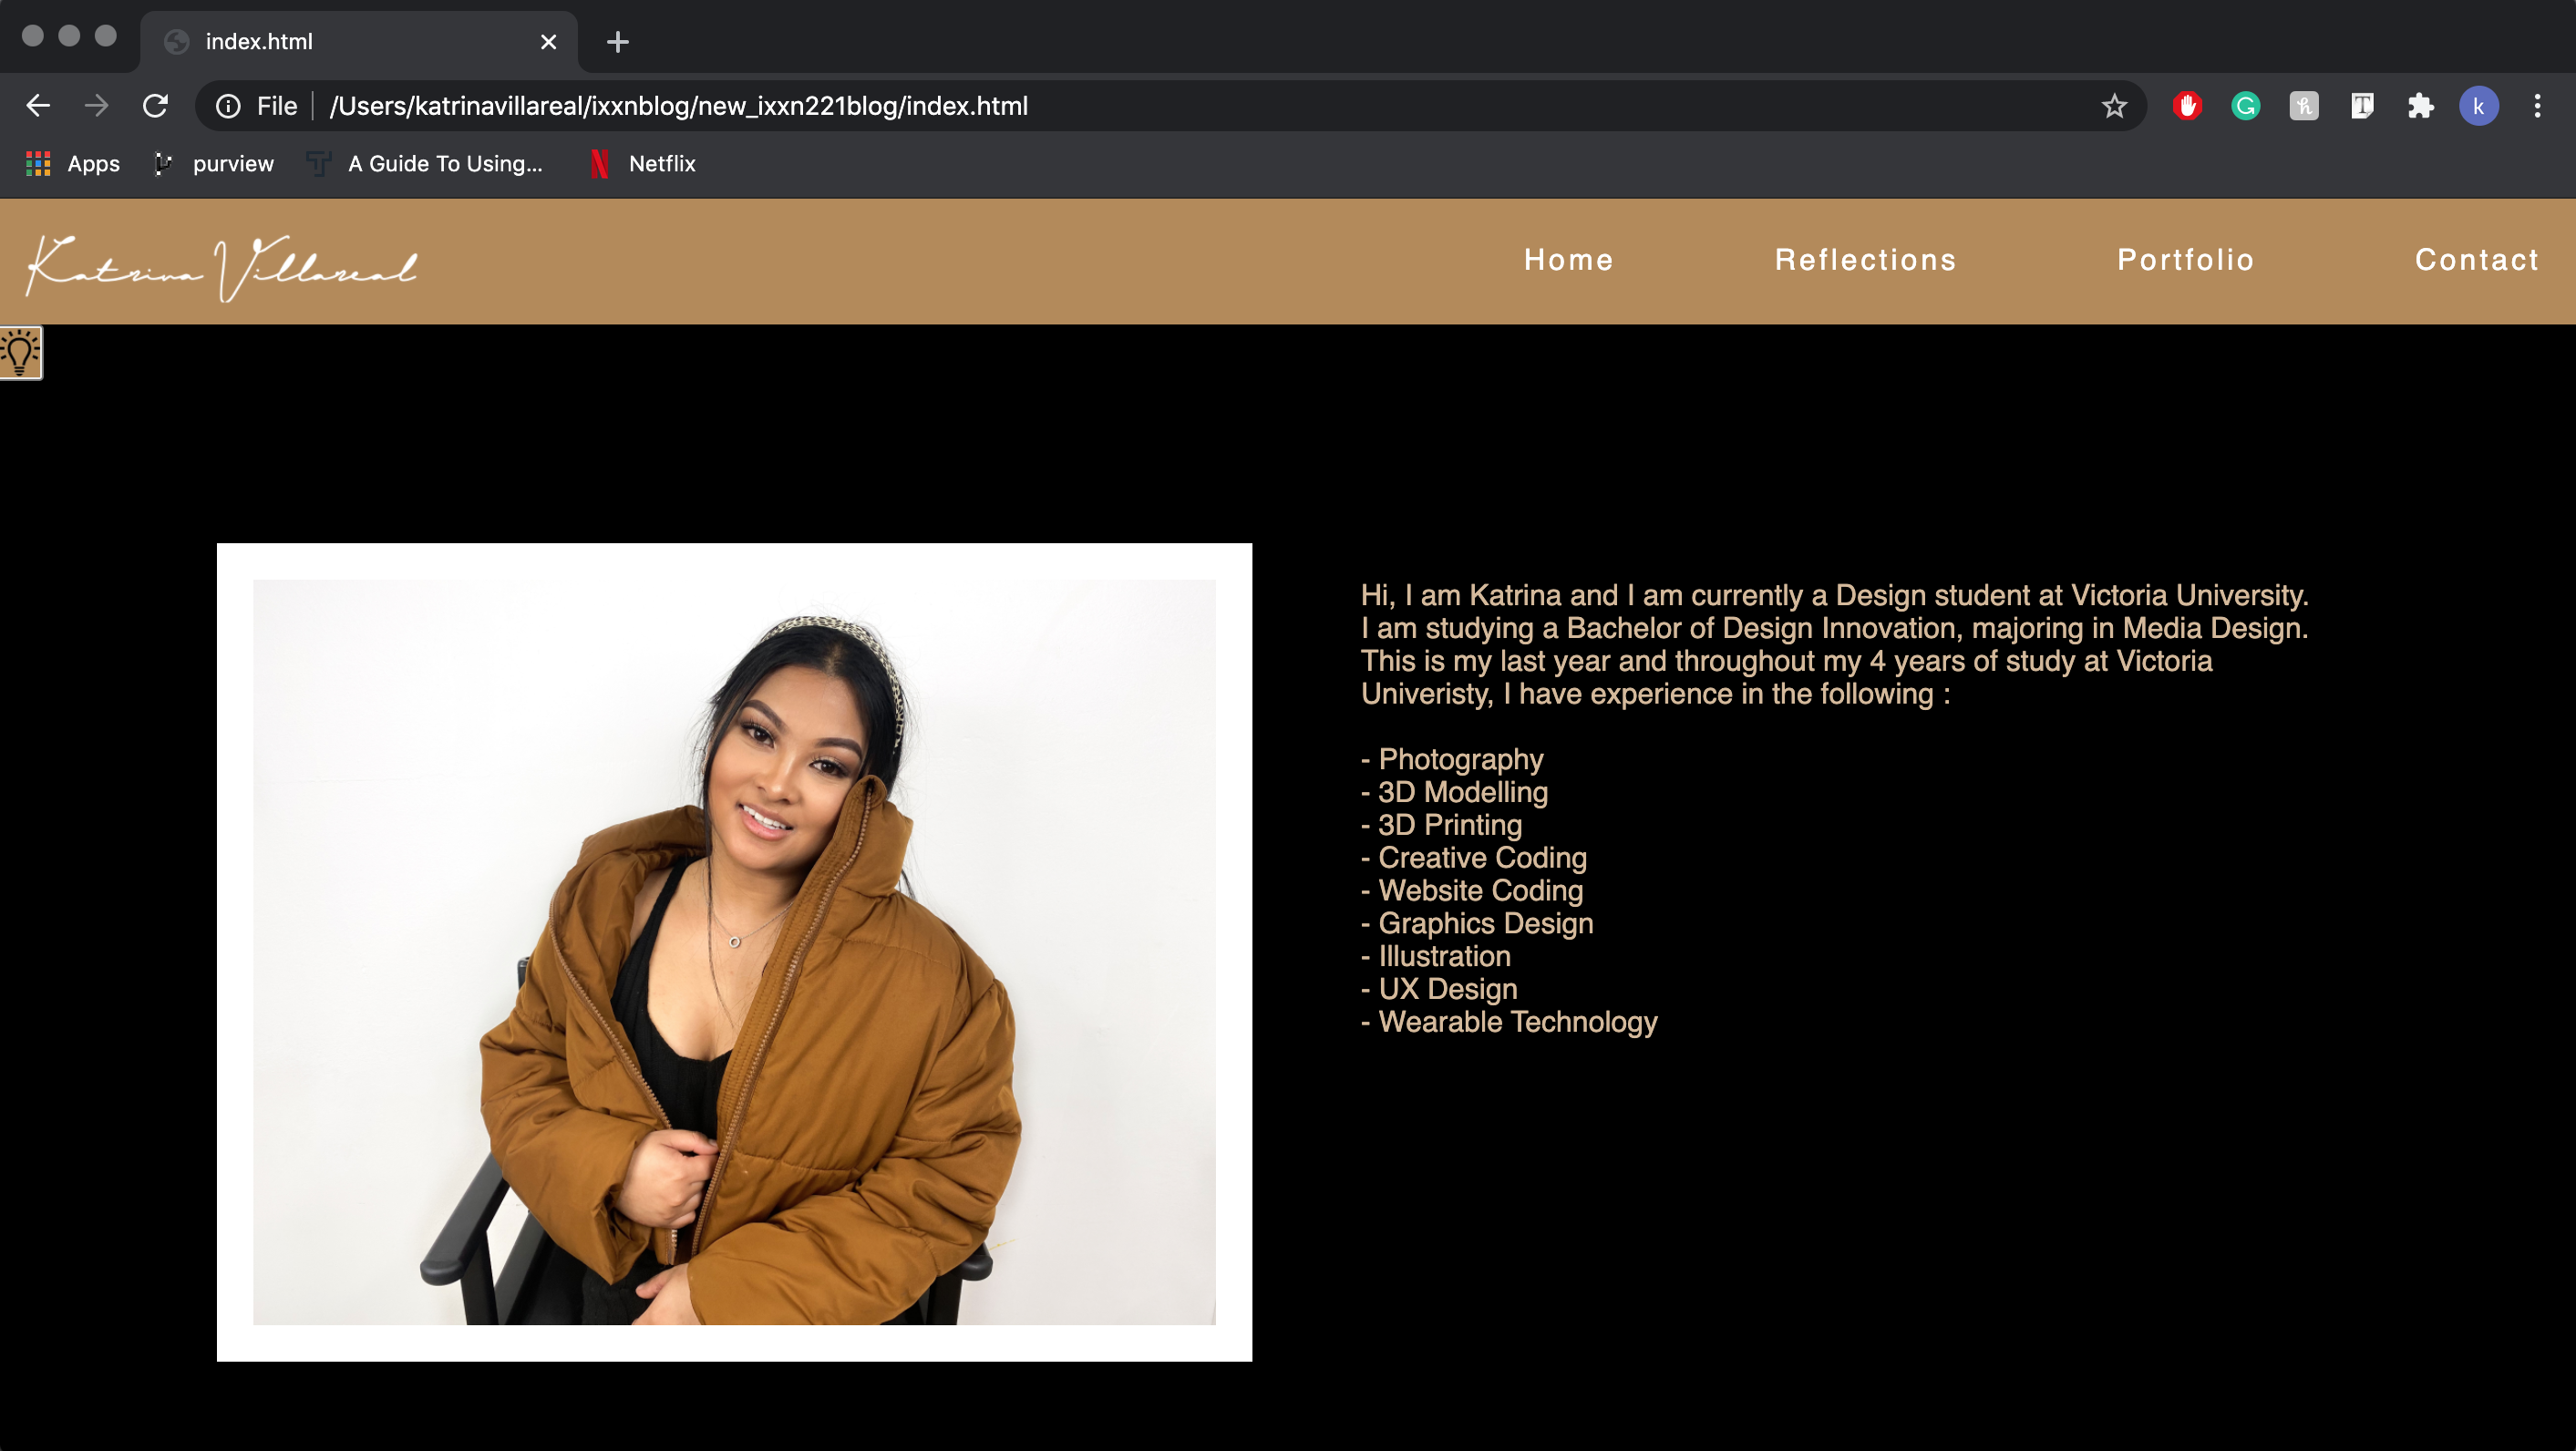 index.html
File /Users/katrinavillareal/ixxnblog/new_ixxn221blog/index.html
k
Apps purview A Guide To Using... Netflix
Katrina Villareal
Home Reflections Portfolio Contact
Hi, I am Katrina and I am currently a Design student at Victoria University.
I am studying a Bachelor of Design Innovation, majoring in Media Design.
This is my last year and throughout my 4 years of study at Victoria
Univeristy, I have experience in the following :
- Photography
- 3D Modelling
- 3D Printing
- Creative Coding
- Website Coding
- Graphics Design
- Illustration
- UX Design
- Wearable Technology